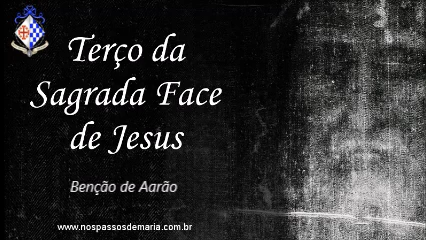 Terço da
Sagrada Face
de Jesus
Benção de Aarão
www.nospassosdemaria.com.br